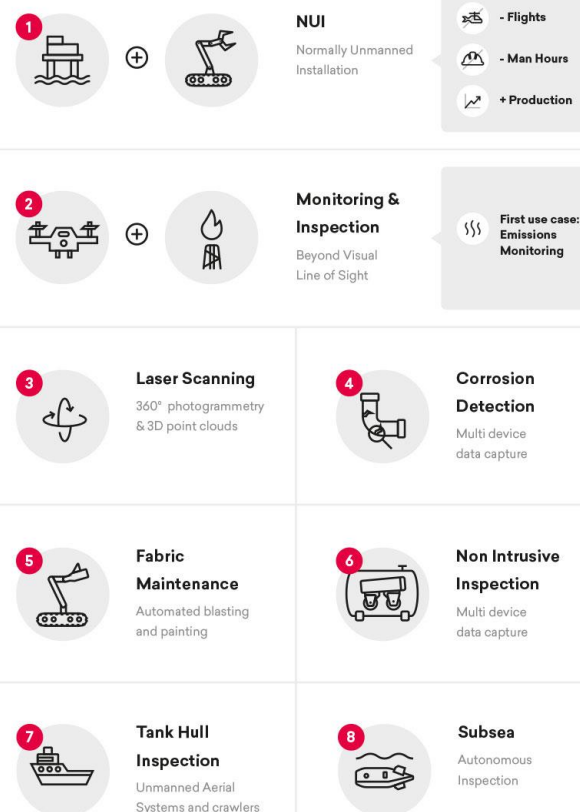 1
NUI
Normally Unmanned
Installation
- Flights
- Man Hours
+ Production
2
Monitoring &
Inspection
Beyond Visual
Line of Sight
First use case:
Emissions
Monitoring
3
Laser Scanning
360° photogrammetry
& 3D point clouds
4
Corrosion
Detection
Multi device
data capture
5
Fabric
Maintenance
Automated blasting
and painting
6
Non Intrusive
Inspection
Multi device
data capture
7
Tank Hull
Inspection
Unmanned Aerial
Systems and crawlers
8
Subsea
Autonomous
Inspection